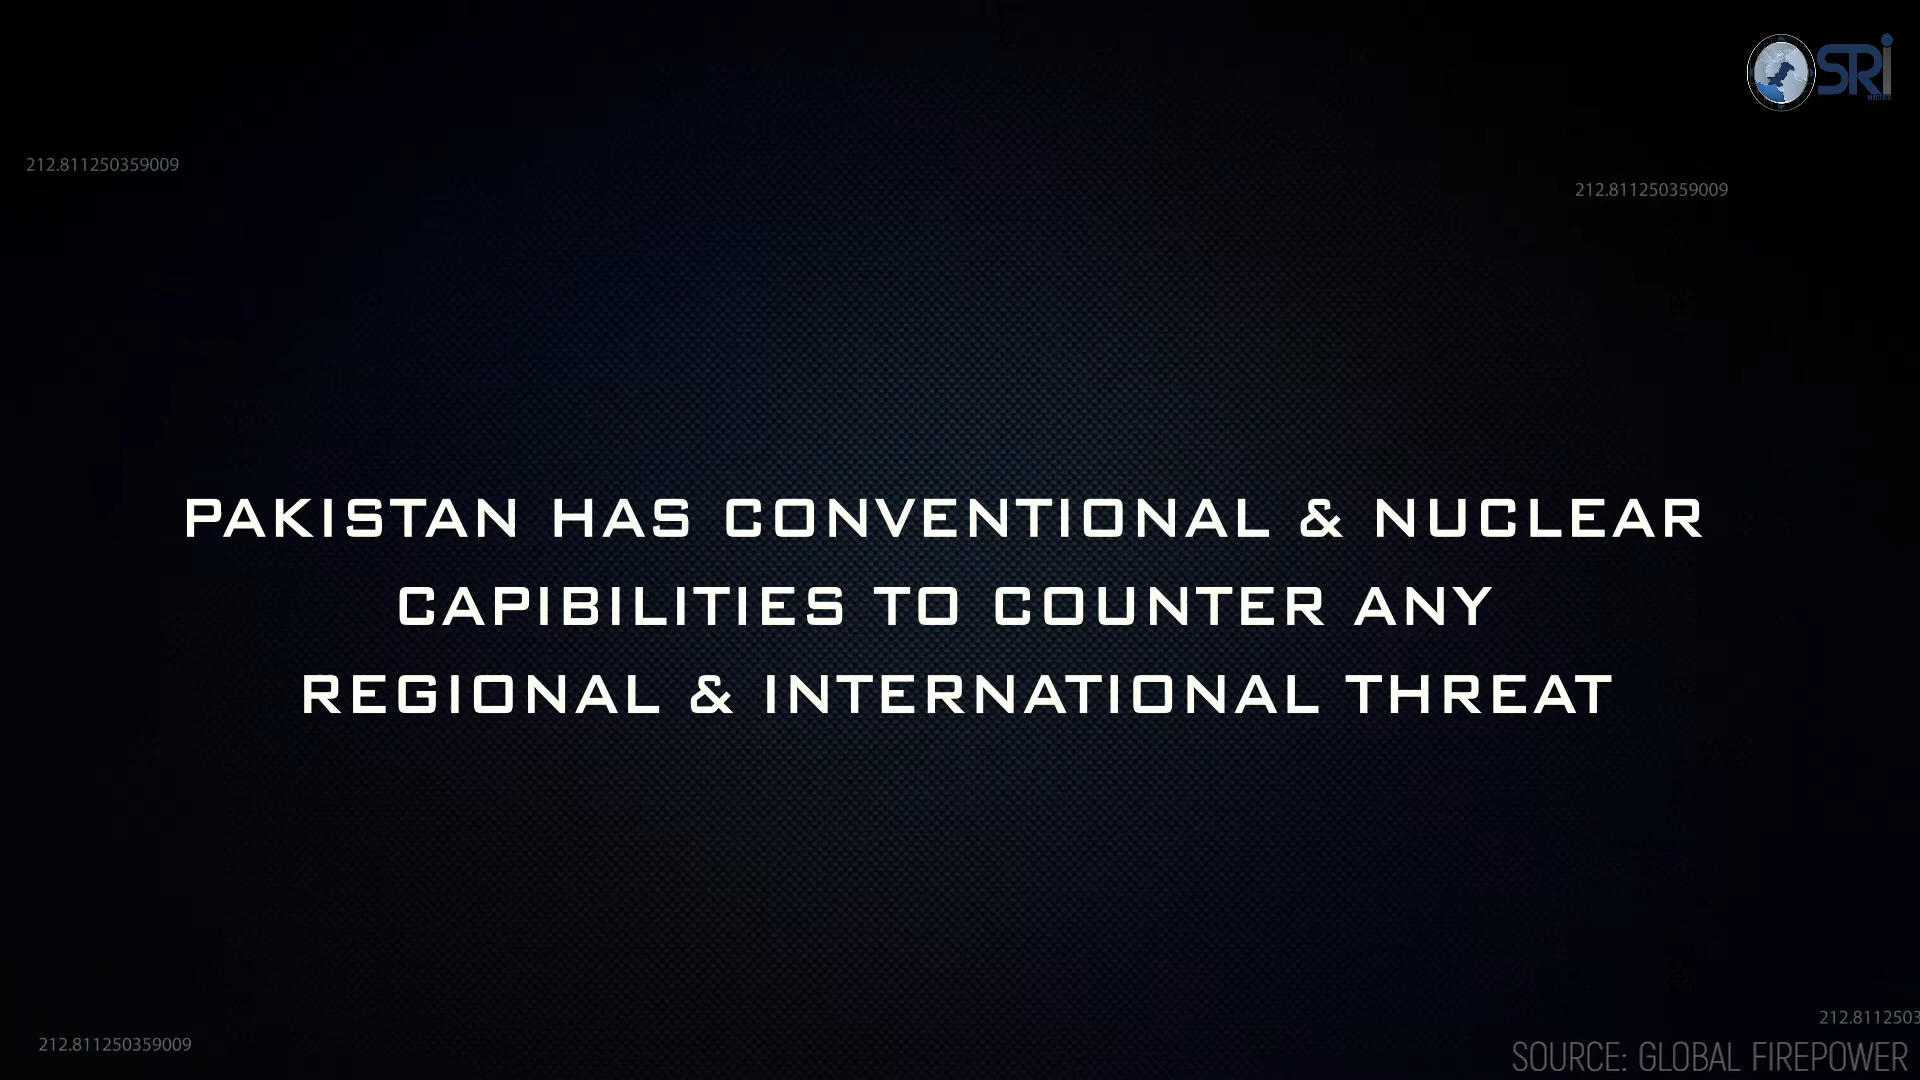 SRi
212.811250359009
212.811250359009
PAKISTAN HAS CONVENTIONAL & NUCLEAR
CAPIBILITIES TO COUNTER ANY
REGIONAL & INTERNATIONAL THREAT
212.8112503
212.811250359009
SOURCE: GLOBAL FIREPOWER